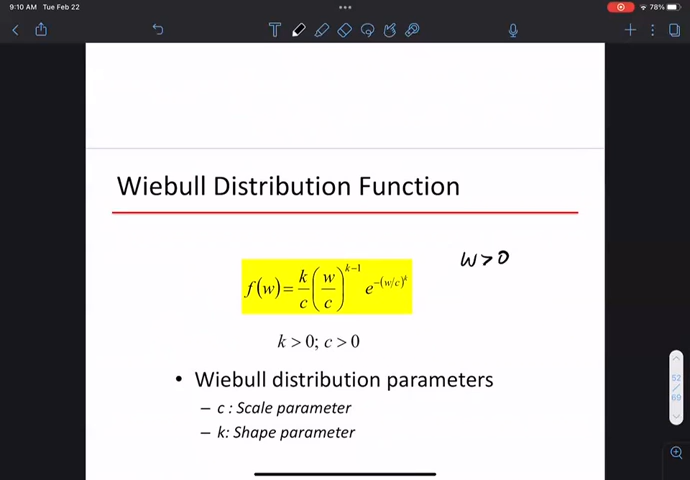 9:10 AM Tue Feb 22
78%
Wiebull Distribution Function
f(w)=k/c(w/c)^{k−1} e^{−(w/c)^k}
w>0
k > 0; c > 0
• Wiebull distribution parameters
– c : Scale parameter
– k: Shape parameter
52
/
69